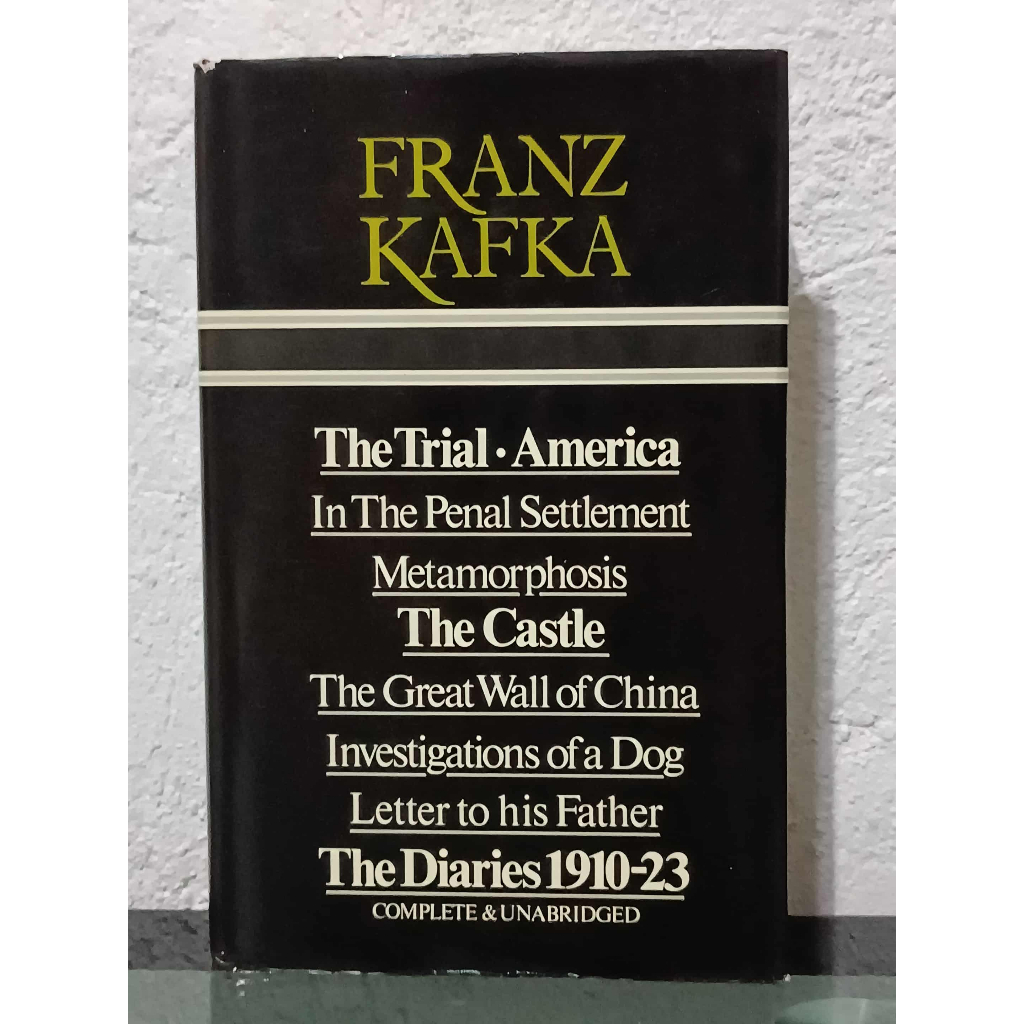 FRANZ
KAFKA
The Trial • America
In The Penal Settlement
Metamorphosis
The Castle
The Great Wall of China
Investigations of a Dog
Letter to his Father
The Diaries 1910-23
COMPLETE & UNABRIDGED